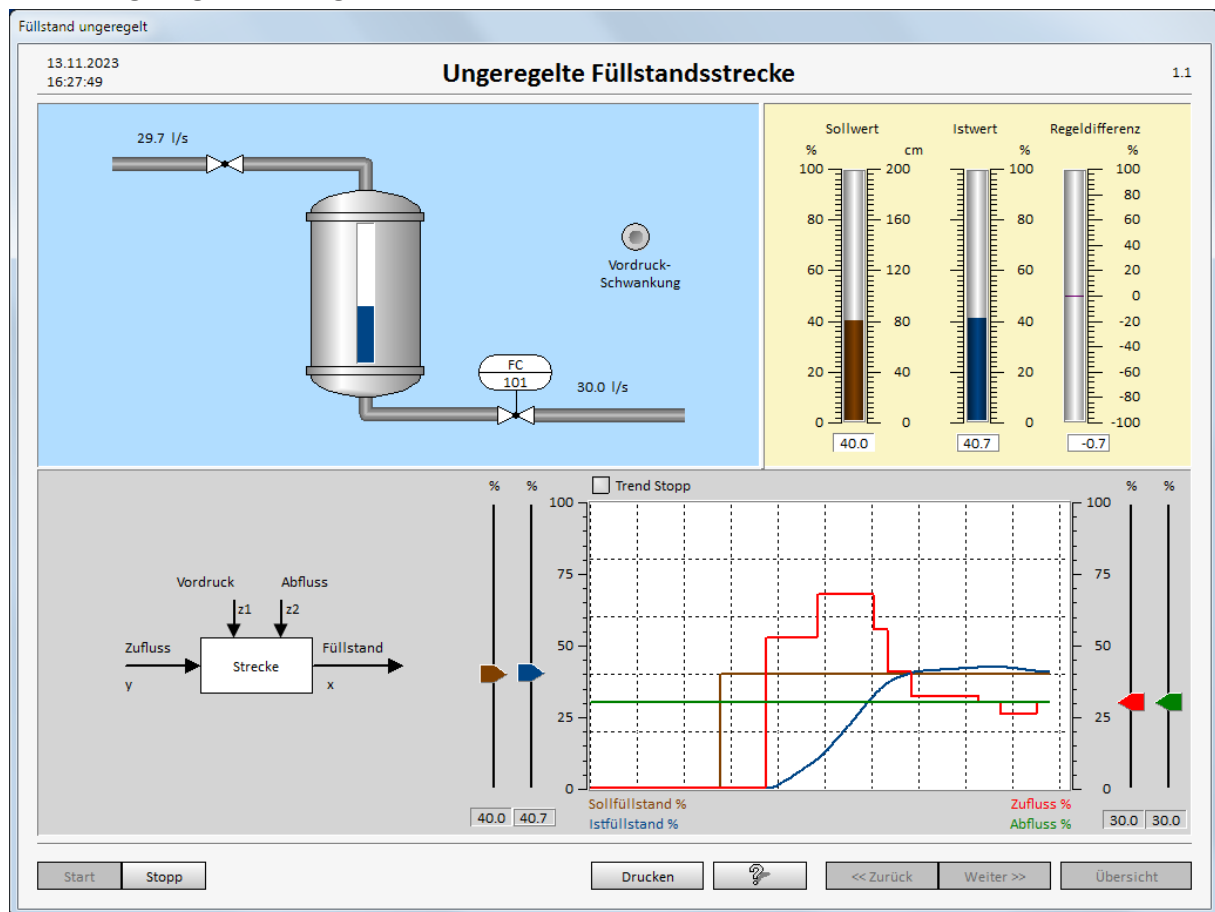 Füllstand ungeregelt
13.11.2023
16:27:49
Ungeregelte Füllstandsstrecke
1.1
29.7 l/s
Vordruck-
Schwankung
FC
101
30.0 l/s
Sollwert Istwert Regeldifferenz
% cm % %
100 200 100 100
80
80 160 80 60
40
60 120 60 20
0
40 80 40 -20
-40
20 40 20 -60
-80
0 0 0 -100
40.0 40.7 -0.7
% % Trend Stopp % %
100 100
75 75
50 50
25 25
0 0
Vordruck Abfluss
z1 z2
Zufluss Strecke Füllstand
y x
Sollfüllstand % Zufluss %
Istfüllstand % Abfluss %
40.0 40.7 30.0 30.0
Start Stopp Drucken ? << Zurück Weiter >> Übersicht